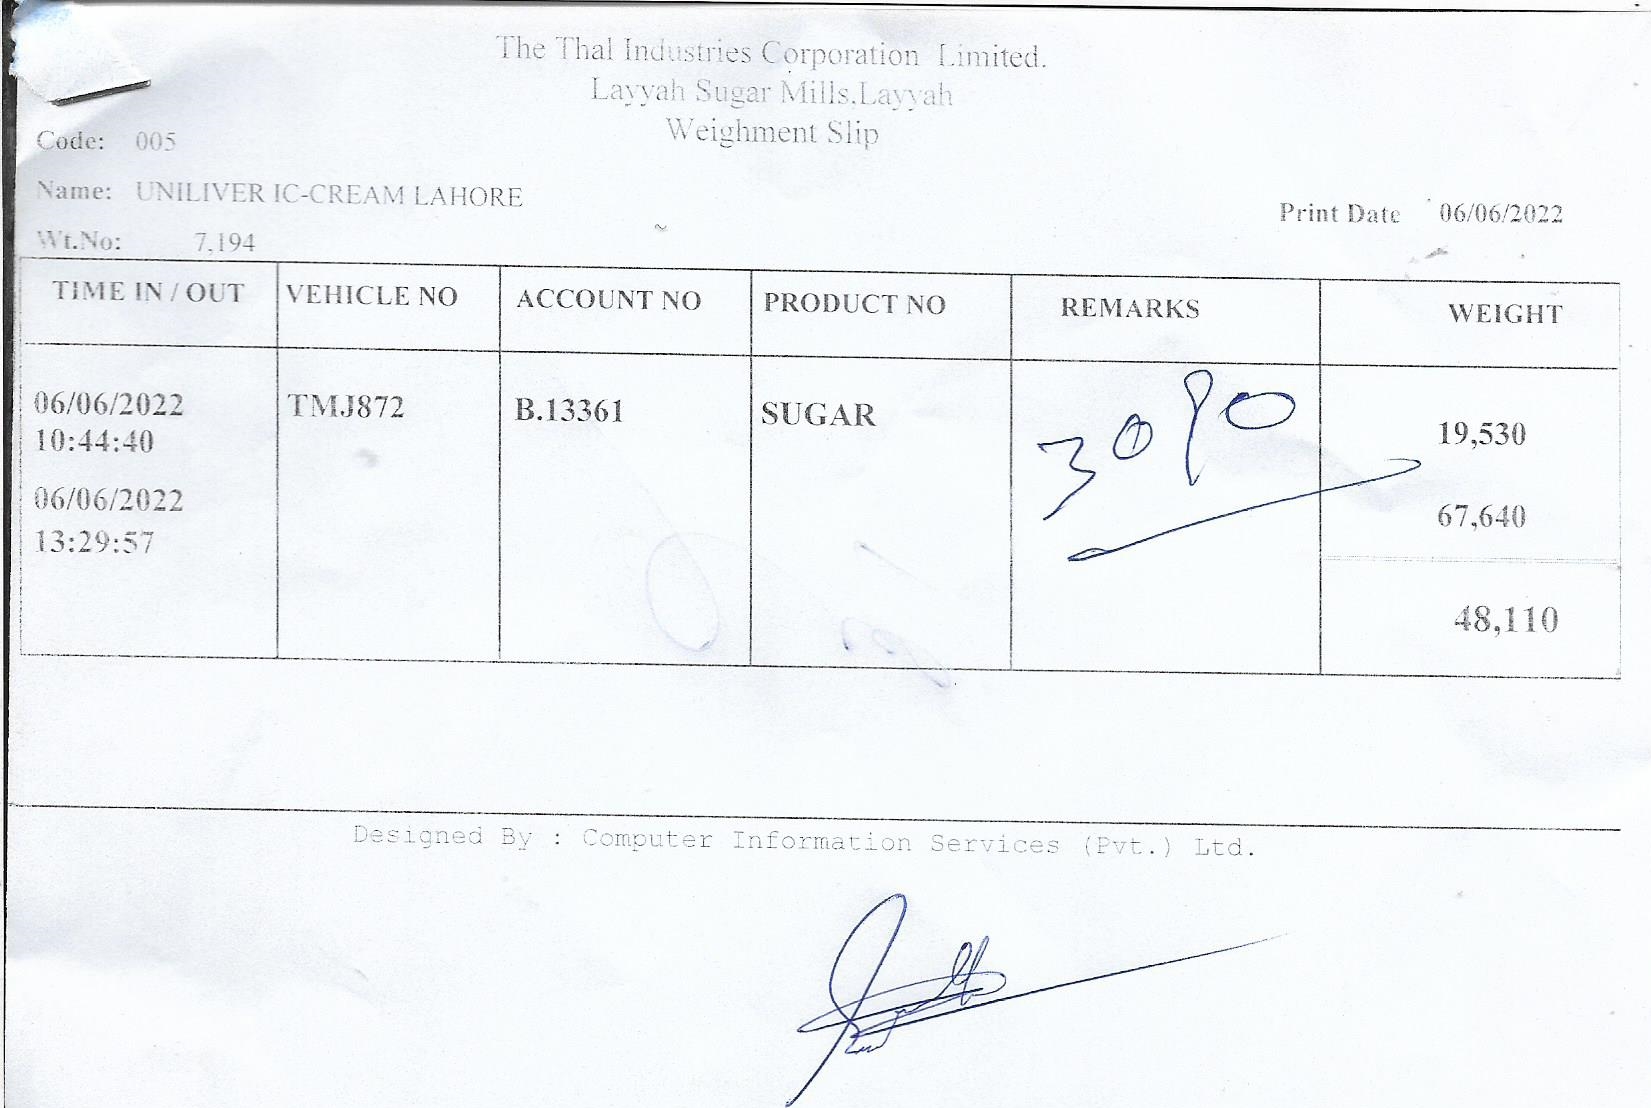 The Thal Industries Corporation Limited.
Layyah Sugar Mills,Layyah
Weighment Slip
Code: 005
Name: UNILIVER IC-CREAM LAHORE
Print Date 06/06/2022
Wt.No: 7,194
TIME IN / OUT VEHICLE NO ACCOUNT NO PRODUCT NO REMARKS WEIGHT
06/06/2022 TMJ872 B.13361 SUGAR 3090 19,530
10:44:40
06/06/2022 67,640
13:29:57
48,110
Designed By : Computer Information Services (Pvt.) Ltd.